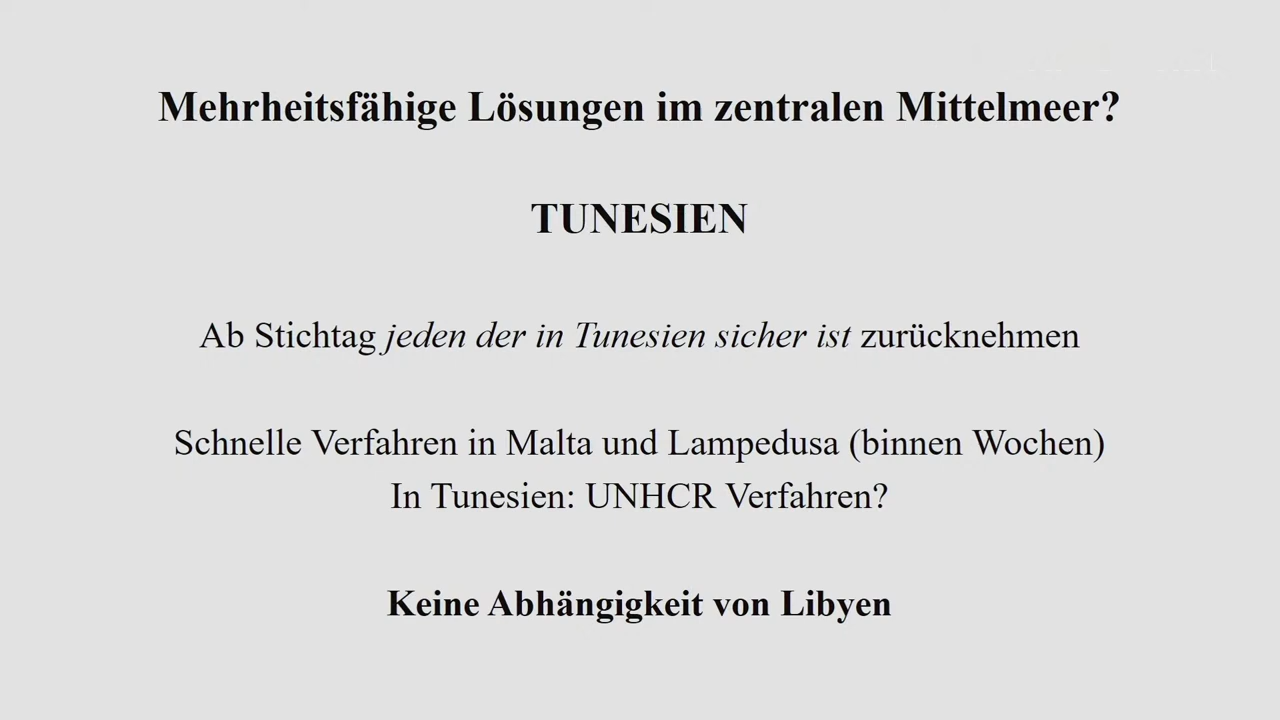 Mehrheitsfähige Lösungen im zentralen Mittelmeer?
TUNESIEN
Ab Stichtag jeden der in Tunesien sicher ist zurücknehmen
Schnelle Verfahren in Malta und Lampedusa (binnen Wochen)
In Tunesien: UNHCR Verfahren?
Keine Abhängigkeit von Libyen